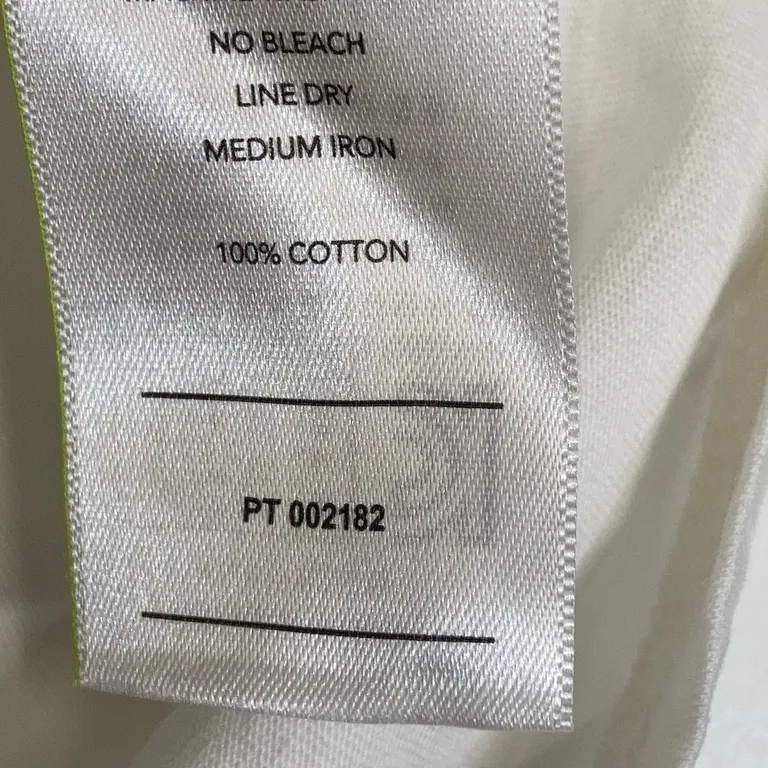 NO BLEACH
LINE DRY
MEDIUM IRON
100% COTTON
PT 002182